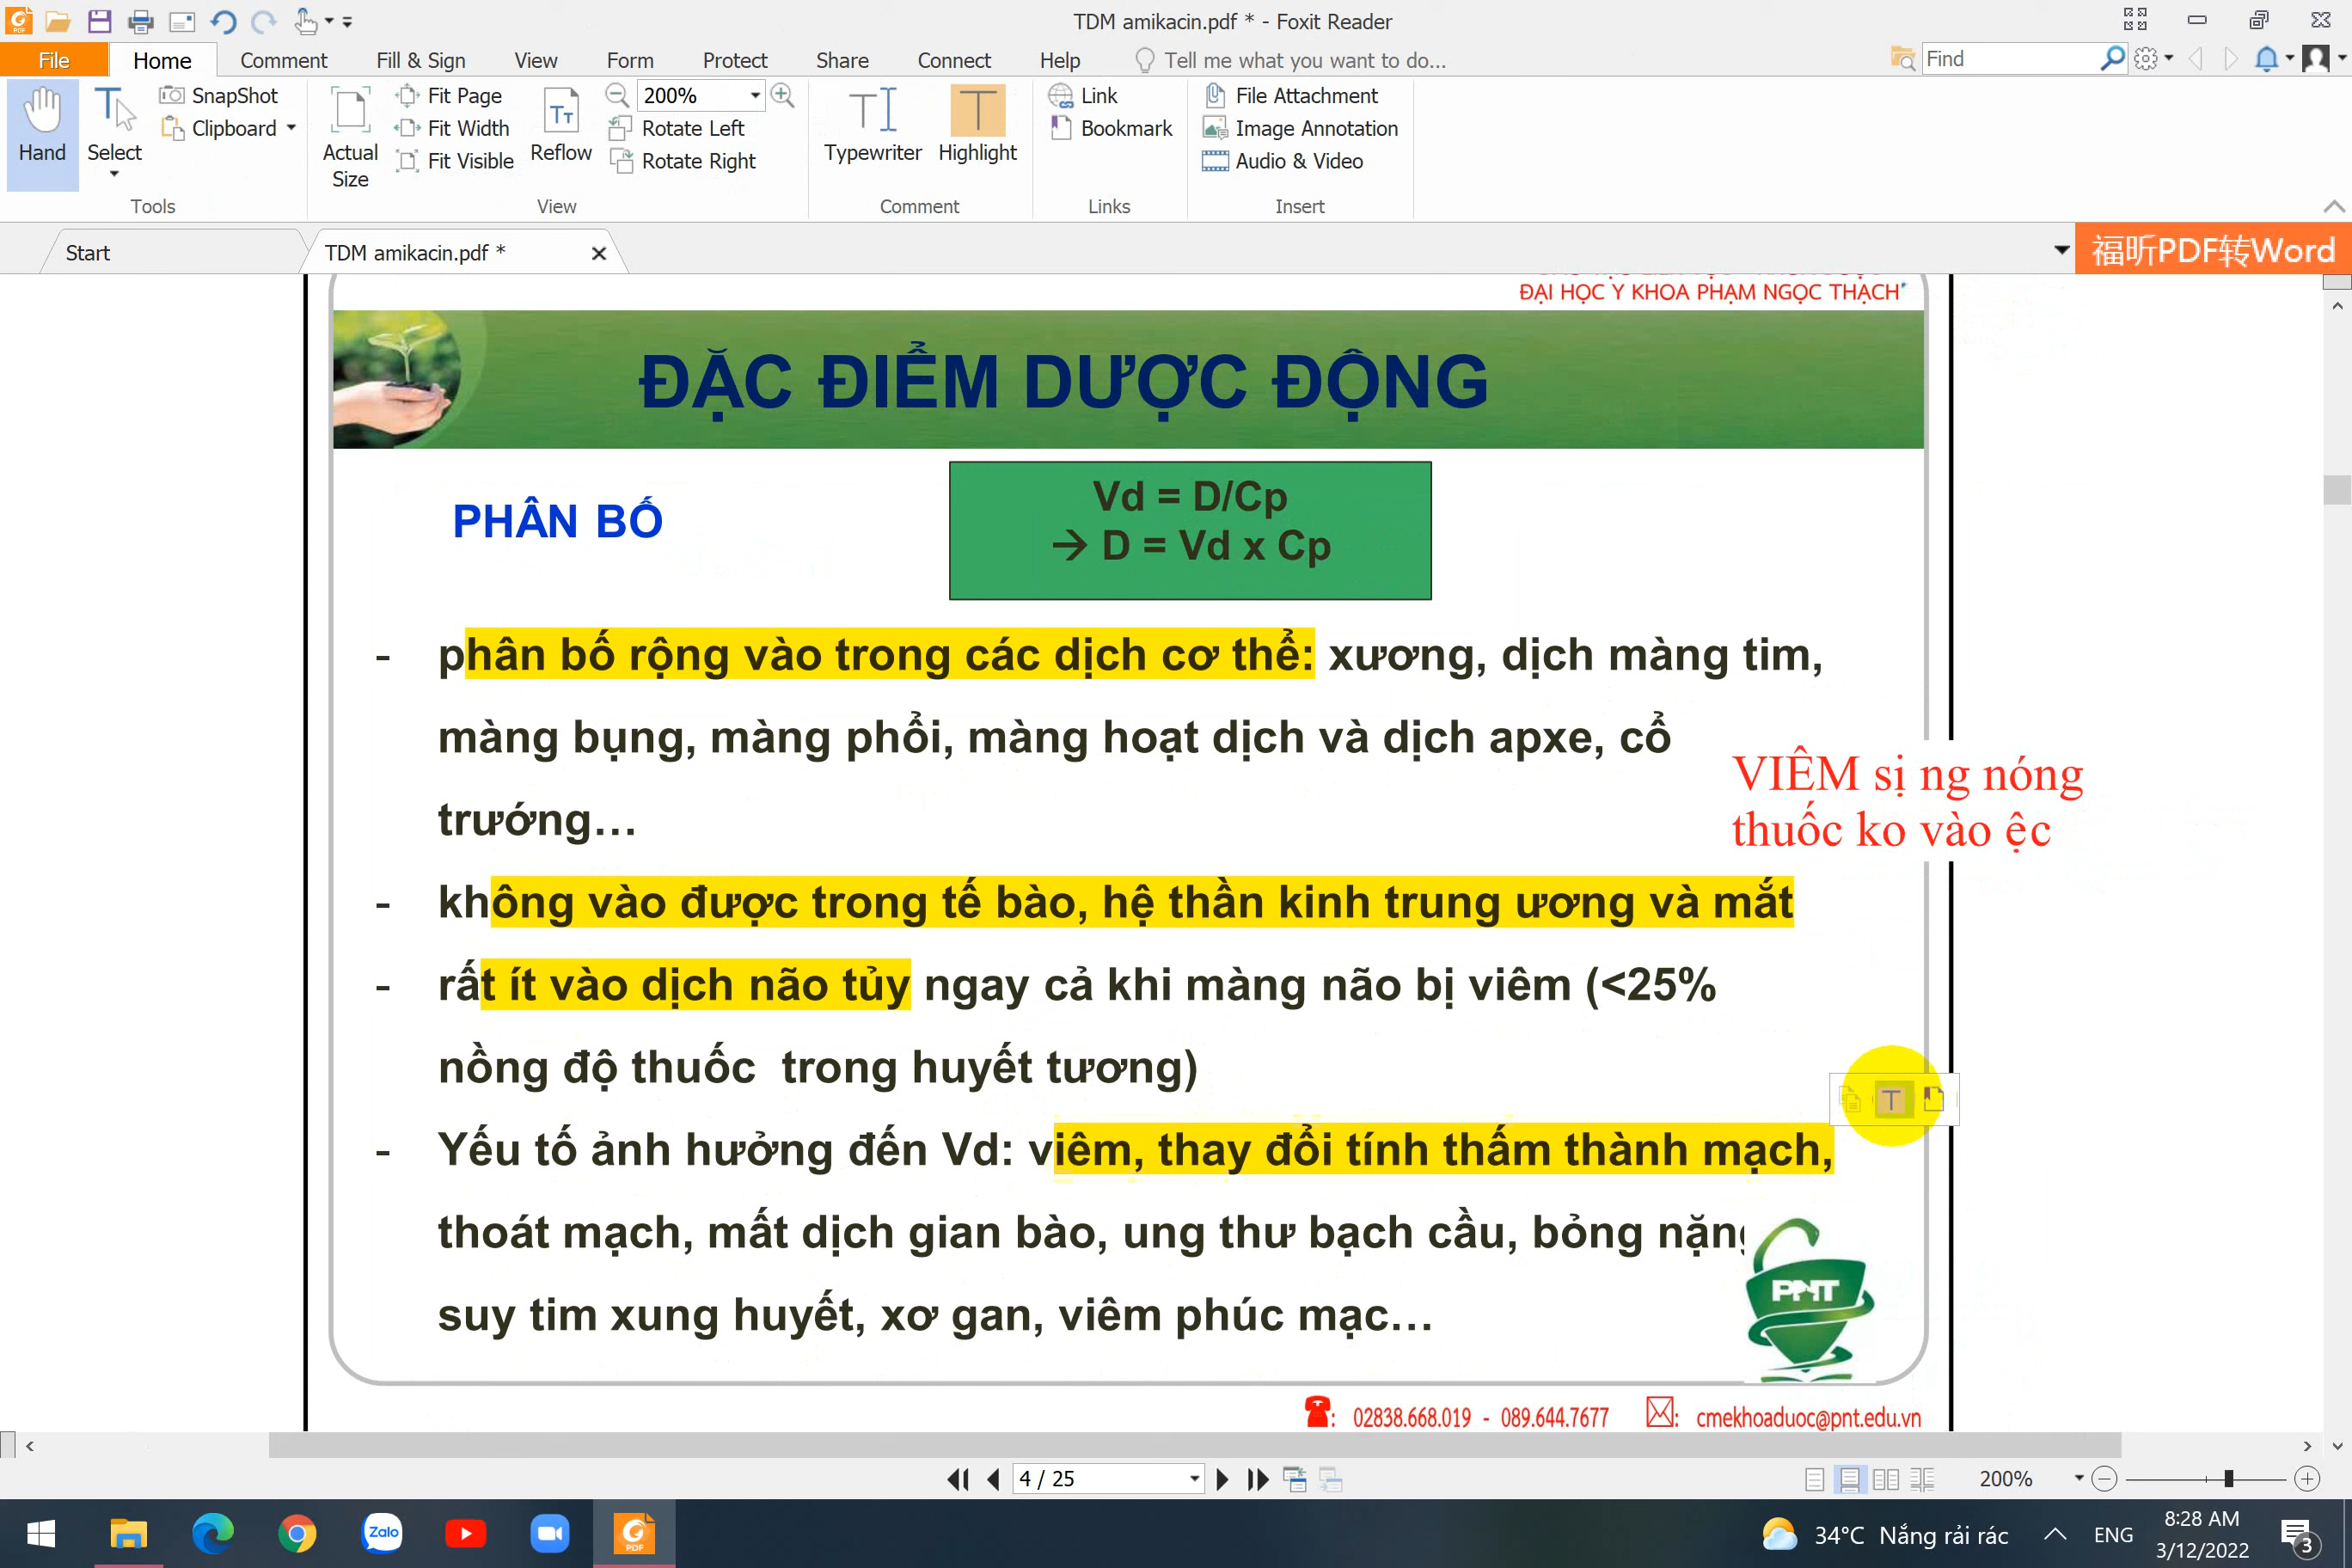 TDM amikacin.pdf * - Foxit Reader
File Home Comment Fill & Sign View Form Protect Share Connect Help Tell me what you want to do... Find
Hand Select SnapShot Clipboard
Actual Size Fit Page Fit Width Fit Visible Reflow 200% Rotate Left Rotate Right
Typewriter Highlight Link Bookmark File Attachment Image Annotation Audio & Video
Tools View Comment Links Insert
Start TDM amikacin.pdf * 福昕PDF转Word
ĐẠI HỌC Y KHOA PHẠM NGỌC THẠCH
ĐẶC ĐIỂM DƯỢC ĐỘNG
PHÂN BỐ
Vd = D/Cp
→ D = Vd x Cp
- phân bố rộng vào trong các dịch cơ thể: xương, dịch màng tim,
màng bụng, màng phổi, màng hoạt dịch và dịch apxe, cổ
trướng…
VIÊM sị ng nóng
thuốc ko vào ệc
- không vào được trong tế bào, hệ thần kinh trung ương và mắt
- rất ít vào dịch não tủy ngay cả khi màng não bị viêm (<25%
nồng độ thuốc trong huyết tương)
- Yếu tố ảnh hưởng đến Vd: viêm, thay đổi tính thấm thành mạch,
thoát mạch, mất dịch gian bào, ung thư bạch cầu, bỏng nặng
suy tim xung huyết, xơ gan, viêm phúc mạc…
PNT
: 02838.668.019 - 089.644.7677 : cmekhoaduoc@pnt.edu.vn
4 / 25 200%
Zalo PDF 34°C Nắng rải rác ENG 8:28 AM
3/12/2022 3